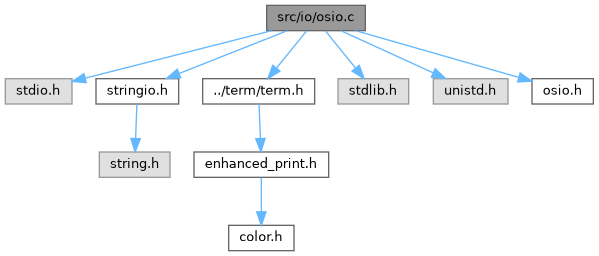 src/io/osio.c
stdio.h
stringio.h
../term/term.h
stdlib.h
unistd.h
osio.h
string.h
enhanced_print.h
color.h